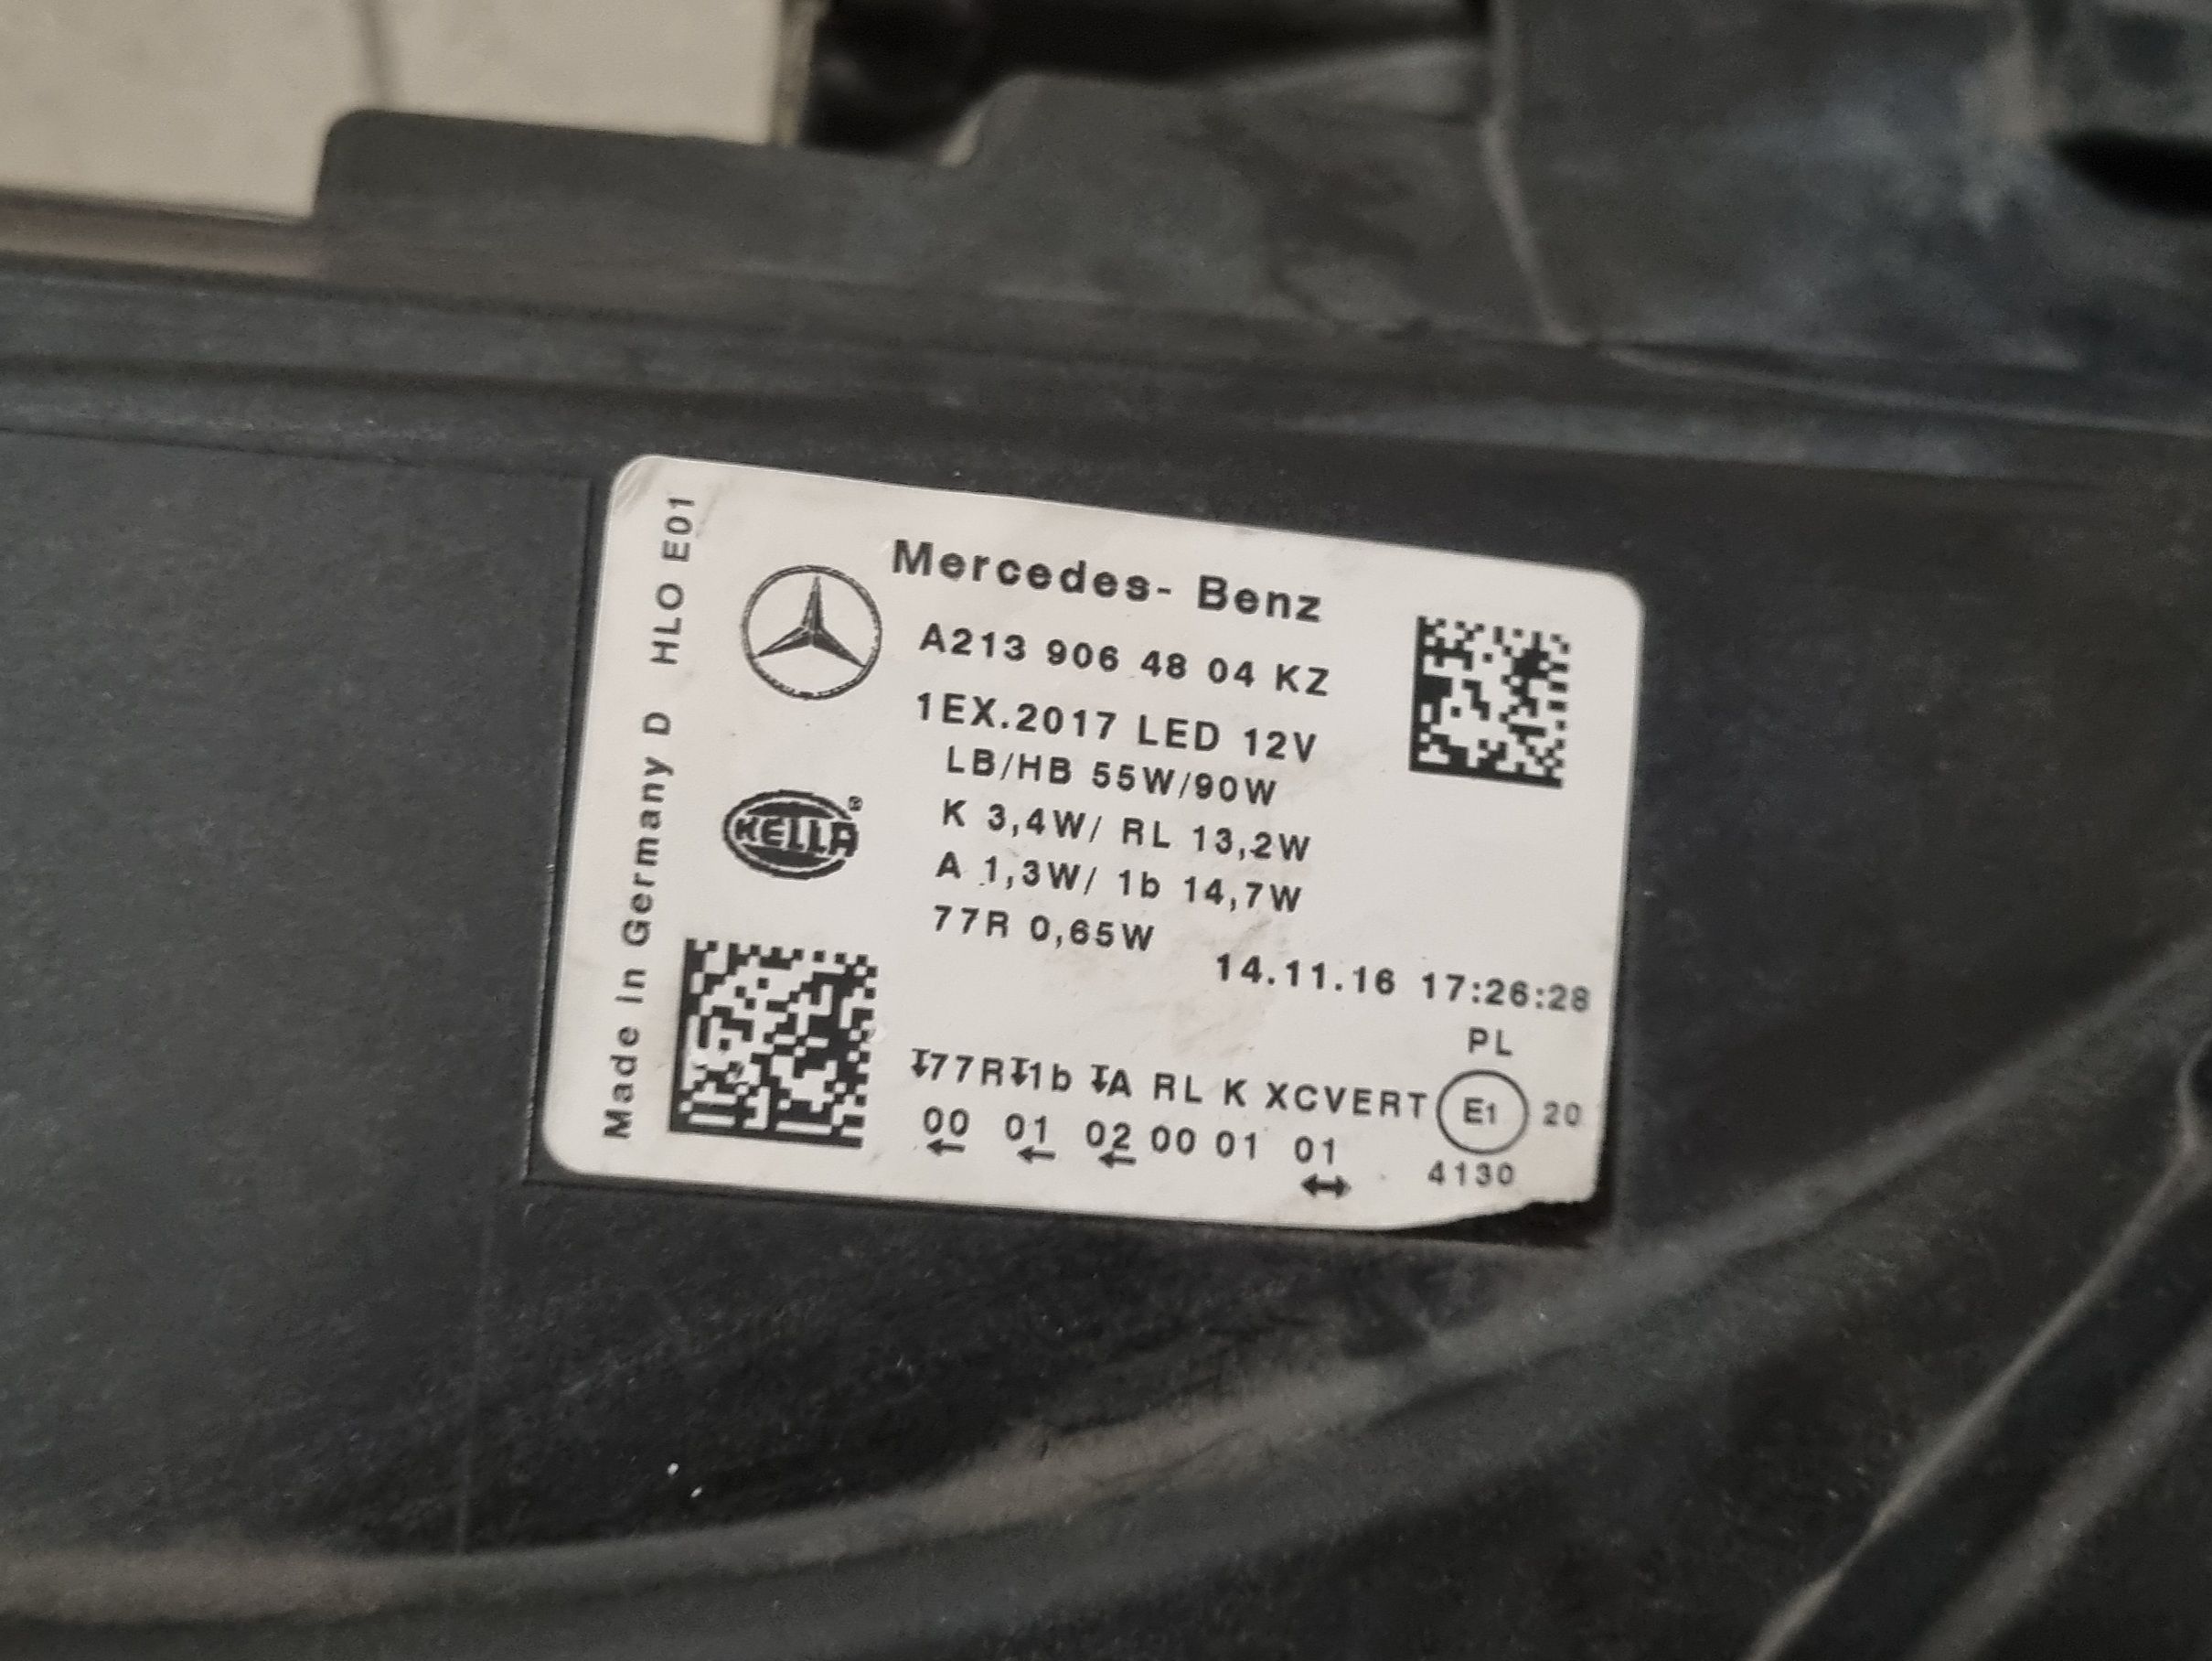 Made In Germany D HLO E01
Mercedes- Benz
A213 906 48 04 KZ
1EX.2017 LED 12V
LB/HB 55W/90W
K 3,4W/ RL 13,2W
A 1,3W/ 1b 14,7W
77R 0,65W
HELLA®
14.11.16 17:26:28
PL
↧77R↧1b ↧A RL K XCVERT E1 20
00 01 02 00 01 01
← ← ← ↔
4130